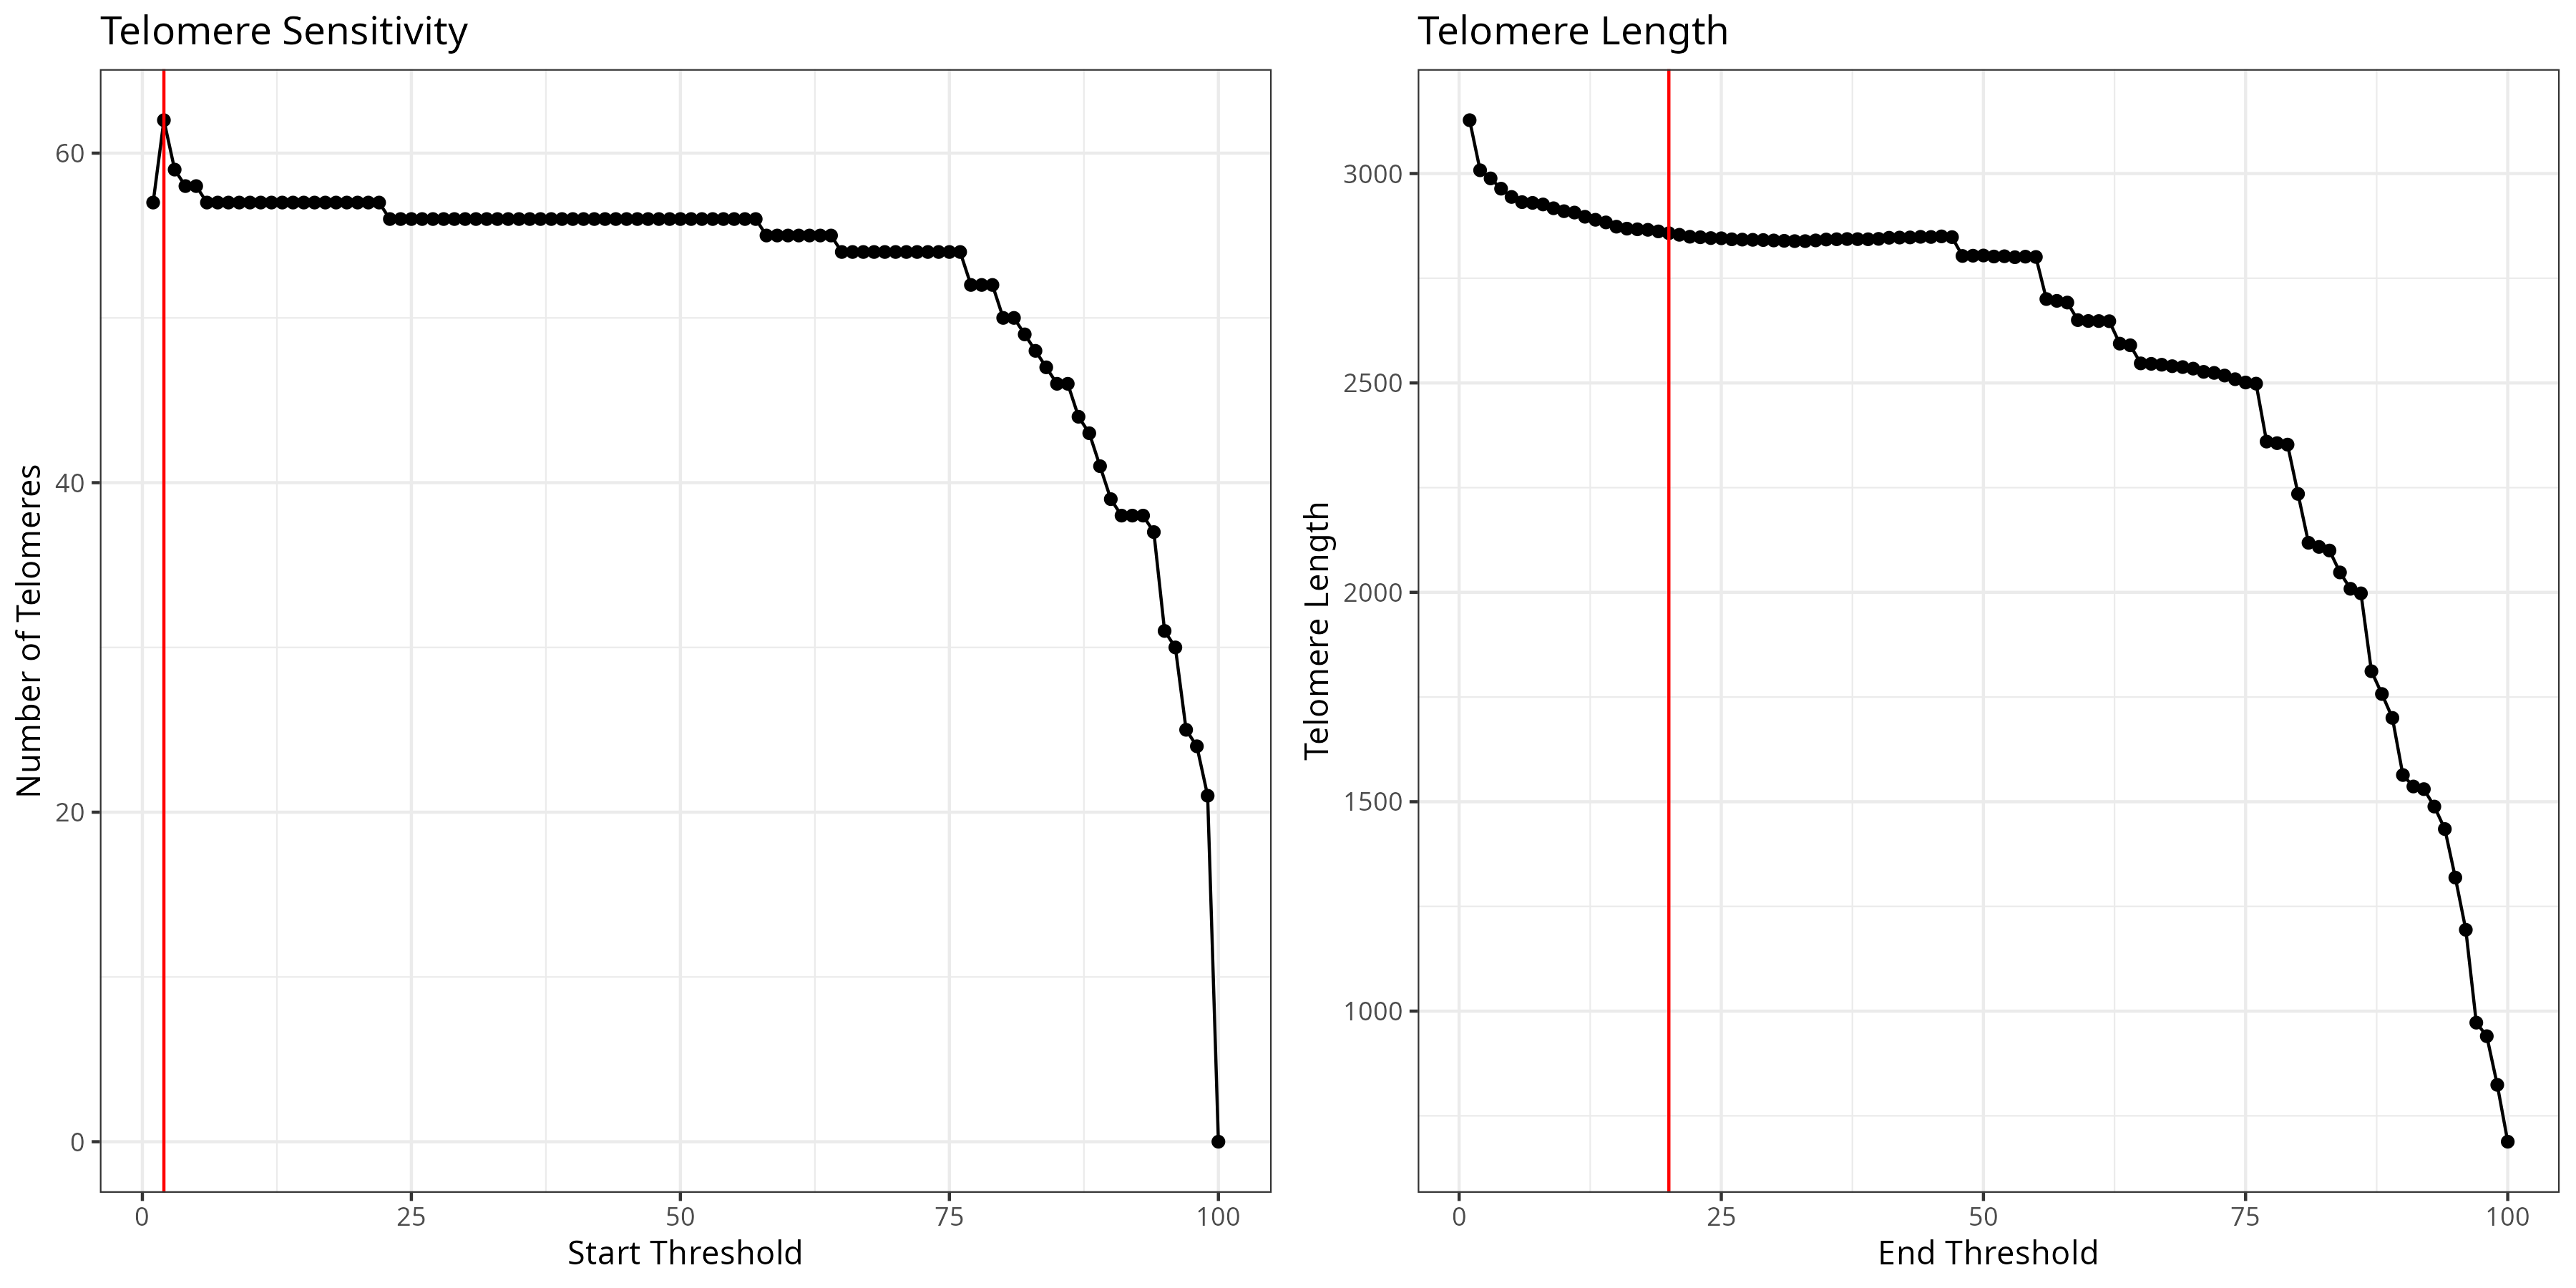 Telomere Sensitivity
Number of Telomeres
60
40
20
0
0 25 50 75 100
Start Threshold
Telomere Length
Telomere Length
3000
2500
2000
1500
1000
0 25 50 75 100
End Threshold